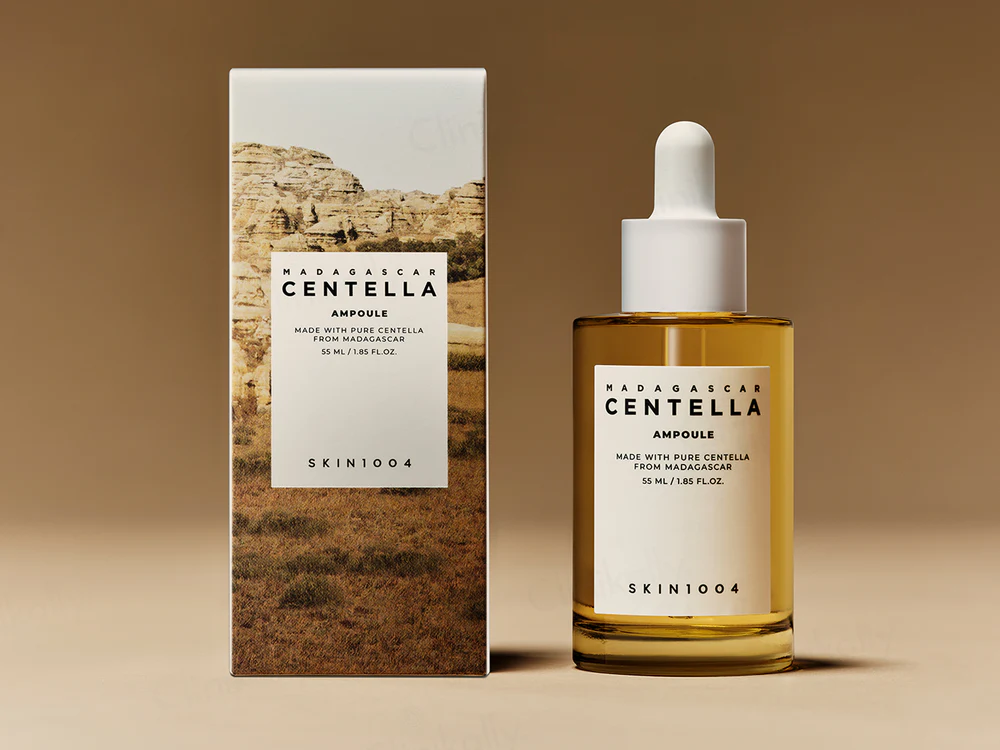 MADAGASCAR
CENTELLA
AMPOULE
MADE WITH PURE CENTELLA
FROM MADAGASCAR
55 ML / 1.85 FL.OZ.
SKIN1004
MADAGASCAR
CENTELLA
AMPOULE
MADE WITH PURE CENTELLA
FROM MADAGASCAR
55 ML / 1.85 FL.OZ.
SKIN1004